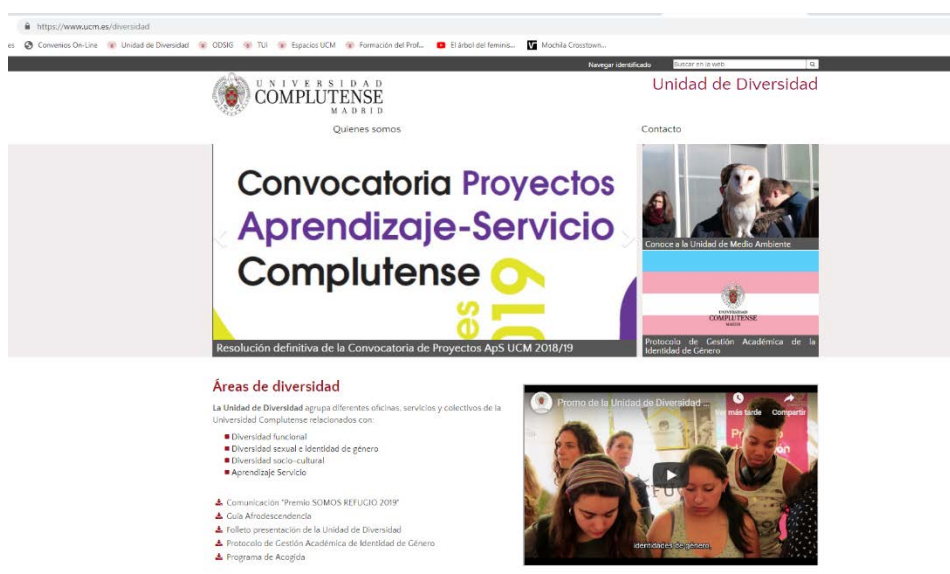 https://www.ucm.es/diversidad
es Convenios On-Line Unidad de Diversidad ODSIG TUI Espacios UCM Formación del Prof... El árbol del feminis... Mochila Crosstown...
Navegar identificado Buscar en la web
UNIVERSIDAD
COMPLUTENSE
MADRID
Unidad de Diversidad
Quienes somos Contacto
Convocatoria Proyectos
Aprendizaje-Servicio
Complutense
es
2019
Resolución definitiva de la Convocatoria de Proyectos ApS UCM 2018/19
Conoce a la Unidad de Medio Ambiente
UNIVERSIDAD
COMPLUTENSE
MADRID
Protocolo de Gestión Académica de la
Identidad de Género
Áreas de diversidad
La Unidad de Diversidad agrupa diferentes oficinas, servicios y colectivos de la
Universidad Complutense relacionados con:
Diversidad funcional
Diversidad sexual e identidad de género
Diversidad socio-cultural
Aprendizaje Servicio
Comunicación "Premio SOMOS REFUGIO 2019"
Guía Afrodescendencia
Folleto presentación de la Unidad de Diversidad
Protocolo de Gestión Académica de Identidad de Género
Programa de Acogida
Promo de la Unidad de Diversidad ...
Ver más tarde Compartir
identidades de género,